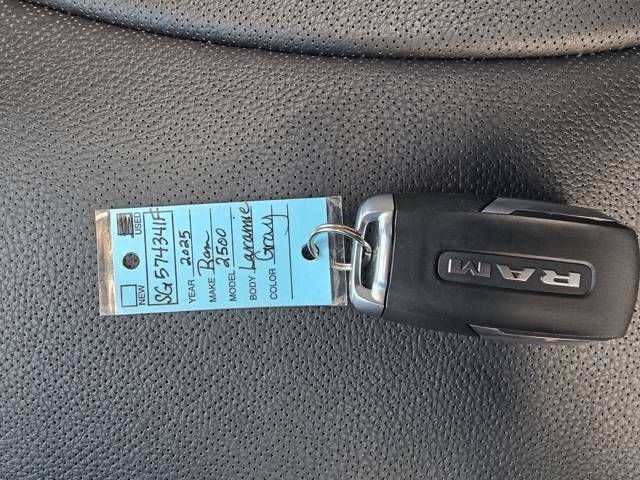 NEW USED
SG574341F
YEAR 2025
MAKE Ram
MODEL 2500
BODY Laramie
COLOR Gray
RAM